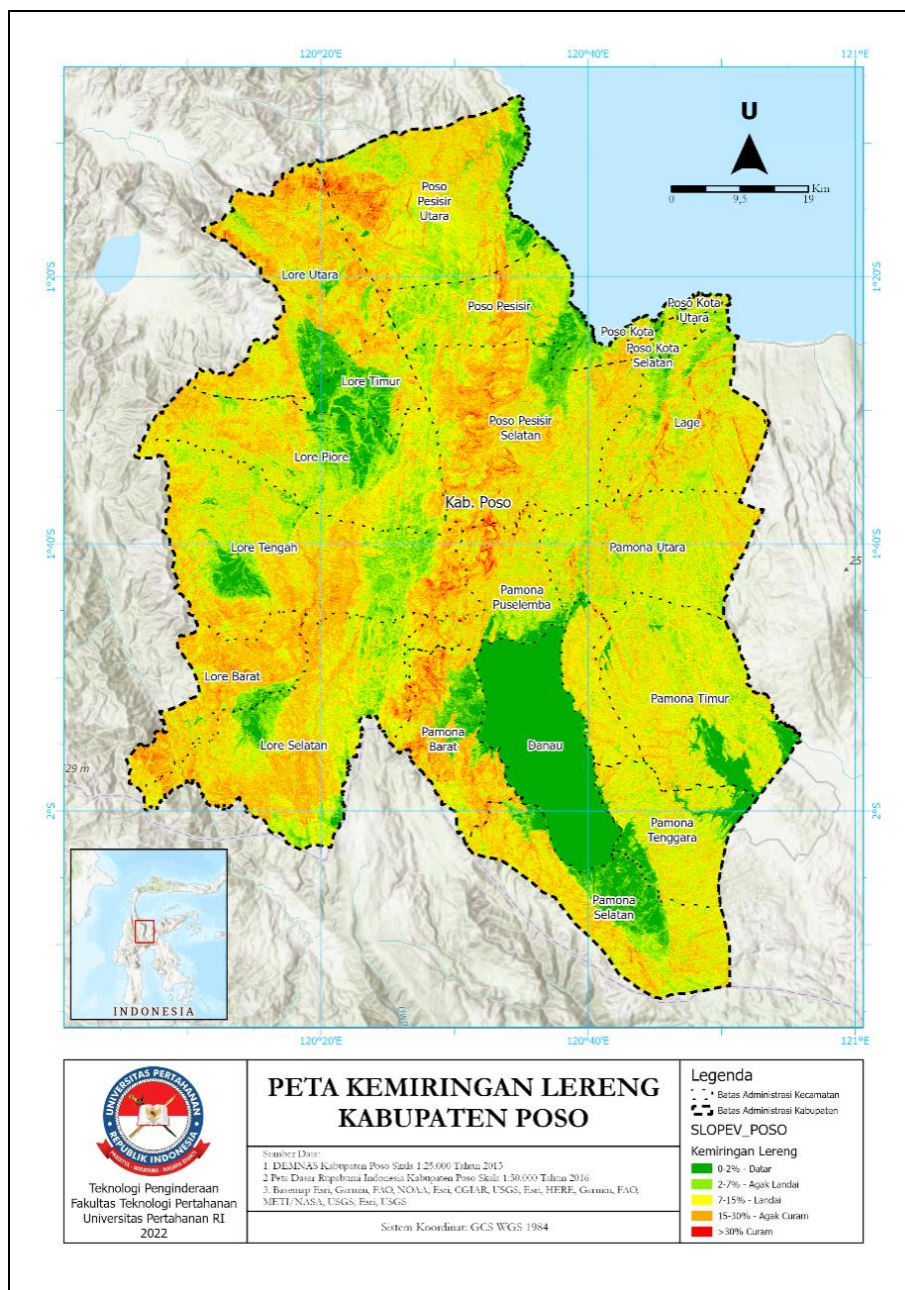 120°20'E
120°40'E
121°E
U
Km
0
9,5
19
Poso
Pesisir
Utara
1°20'S
1°20'S
Lore Utara
Poso Pesisir
Poso Kota
Utara
Poso Kota
Poso Kota
Selatan
Lore Timur
Lage
Poso Pesisir
Selatan
Lore Piore
Kab. Poso
1°40'S
Lore Tengah
Pamona Utara
1°40'S
25
Pamona
Puselemba
Lore Barat
Pamona Timur
Lore Selatan
Pamona
Barat
Danau
29 m
2°S
2°S
Pamona
Tenggara
Pamona
Selatan
INDONESIA
120°20'E
120°40'E
121°E
UNIVERSITAS PERTAHANAN
REPUBLIK INDONESIA
Teknologi Penginderaan
Fakultas Teknologi Pertahanan
Universitas Pertahanan RI
2022
PETA KEMIRINGAN LERENG
KABUPATEN POSO
Sumber Data:
1. DEMNAS Kabupaten Poso Skala 1:25.000 Tahun 2015
2 Peta Dasar Rupabumi Indonesia Kabupaten Poso Skala 1:50.000 Tahun 2016
3. Basemap Esri, Garmin, FAO, NOAA, Esri, CGIAR, USGS, Esri, HERE, Garmin, FAO,
METI/NASA, USGS, Esri, USGS
Sistem Koordinat: GCS WGS 1984
Legenda
Batas Administrasi Kecamatan
Batas Administrasi Kabupaten
SLOPEV_POSO
Kemiringan Lereng
0-2% - Datar
2-7% - Agak Landai
7-15% - Landai
15-30% - Agak Curam
>30% Curam